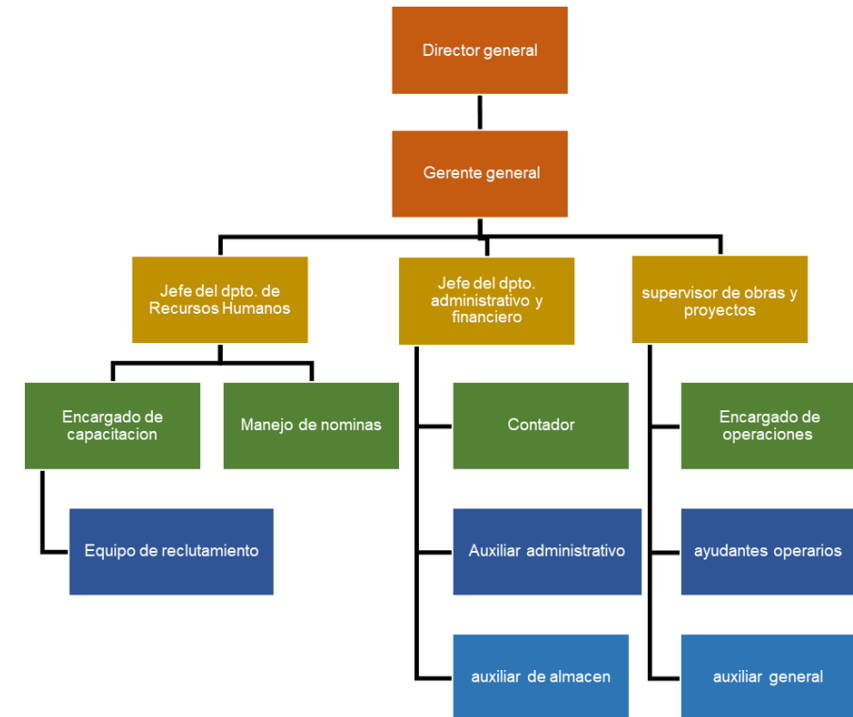 Director general
Gerente general
Jefe del dpto. de
Recursos Humanos
Jefe del dpto.
administrativo y
financiero
supervisor de obras y
proyectos
Encargado de
capacitacion
Manejo de nominas
Contador
Encargado de
operaciones
Equipo de reclutamiento
Auxiliar administrativo
ayudantes operarios
auxiliar de almacen
auxiliar general